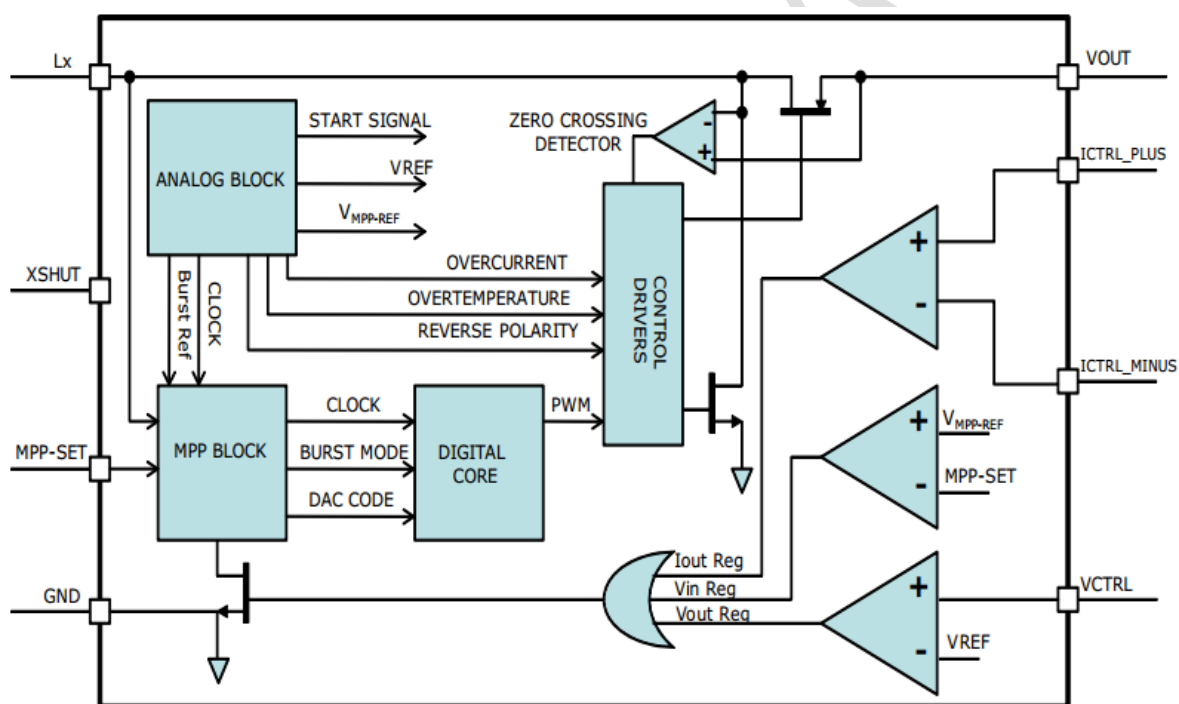 Lx
VOUT
START SIGNAL
ZERO CROSSING
DETECTOR
-
+
ICTRL_PLUS
VREF
ANALOG BLOCK
VMPP-REF
XSHUT
Burst Ref
CLOCK
OVERCURRENT
OVERTEMPERATURE
REVERSE POLARITY
CONTROL
DRIVERS
+
-
ICTRL_MINUS
CLOCK
PWM
MPP-SET
MPP BLOCK
BURST MODE
DIGITAL
CORE
DAC CODE
+
VMPP-REF
-
MPP-SET
Iout Reg
Vin Reg
Vout Reg
GND
+
VCTRL
-
VREF